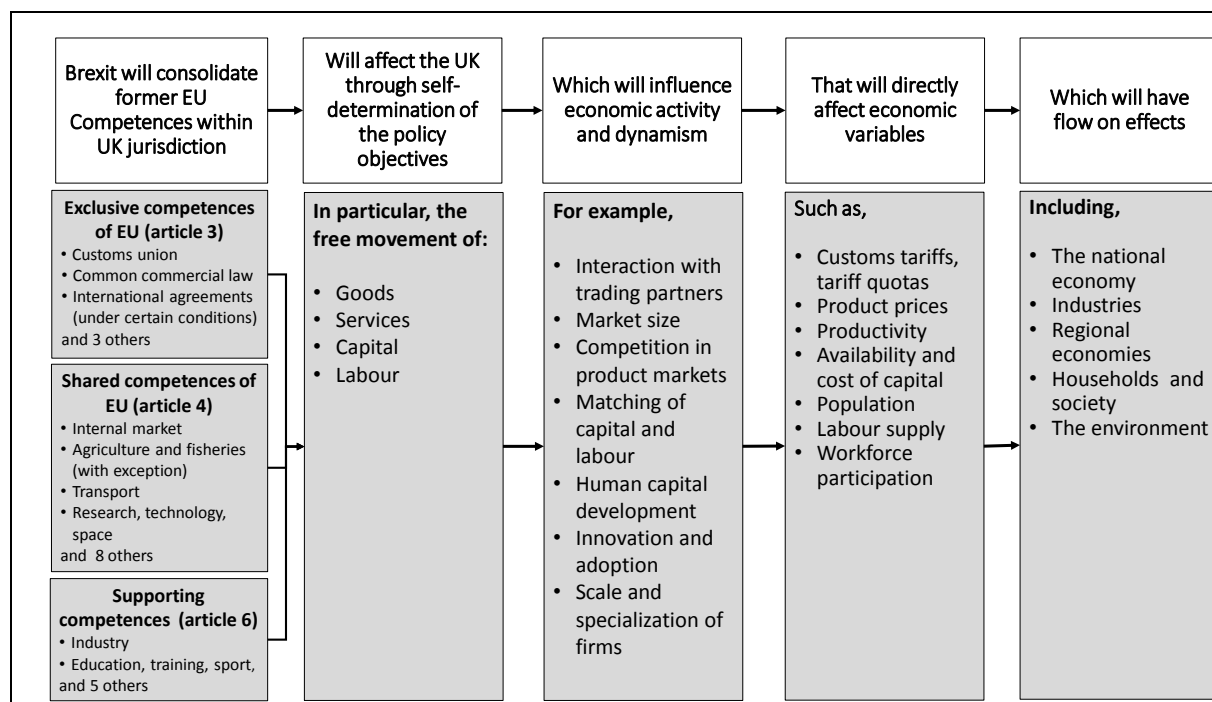 Brexit will consolidate
former EU
Competences within
UK jurisdiction
Will affect the UK
through self-
determination of
the policy
objectives
Which will influence
economic activity
and dynamism
That will directly
affect economic
variables
Which will have
flow on effects
Exclusive competences
of EU (article 3)
• Customs union
• Common commercial law
• International agreements
(under certain conditions)
and 3 others
Shared competences of
EU (article 4)
• Internal market
• Agriculture and fisheries
(with exception)
• Transport
• Research, technology,
space
and 8 others
Supporting
competences (article 6)
• Industry
• Education, training, sport,
and 5 others
In particular, the
free movement of:
• Goods
• Services
• Capital
• Labour
For example,
• Interaction with
trading partners
• Market size
• Competition in
product markets
• Matching of
capital and
labour
• Human capital
development
• Innovation and
adoption
• Scale and
specialization of
firms
Such as,
• Customs tariffs,
tariff quotas
• Product prices
• Productivity
• Availability and
cost of capital
• Population
• Labour supply
• Workforce
participation
Including,
• The national
economy
• Industries
• Regional
economies
• Households and
society
• The environment